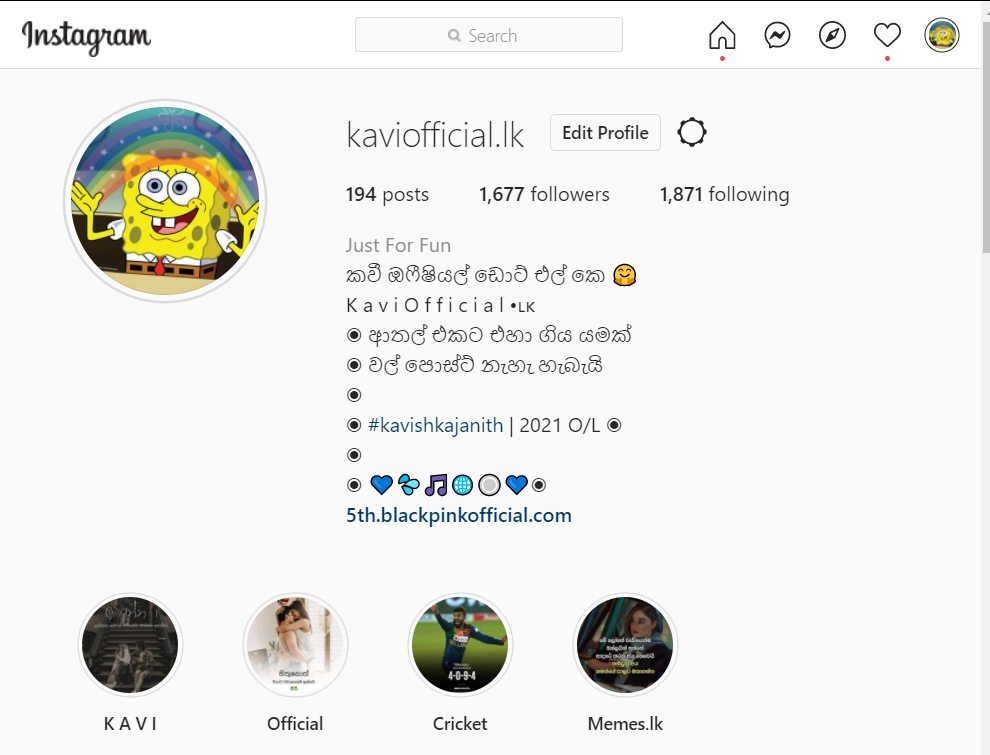 Instagram
Search
kaviofficial.lk Edit Profile
194 posts 1,677 followers 1,871 following
Just For Fun
කවී ඔෆීෂියල් ඩොට් එල් කෙ 🤗
K a v i O f f i c i a l •ʟᴋ
◉ ආතල් එකට එහා ගිය යමක්
◉ වල් පොස්ට් නැහැ හැබැයි
◉
◉ #kavishkajanith | 2021 O/L ◉
◉
◉ 💙💦🎵🌐⚪💙◉
5th.blackpinkofficial.com
4-0-9-4
K A V I Official Cricket Memes.lk